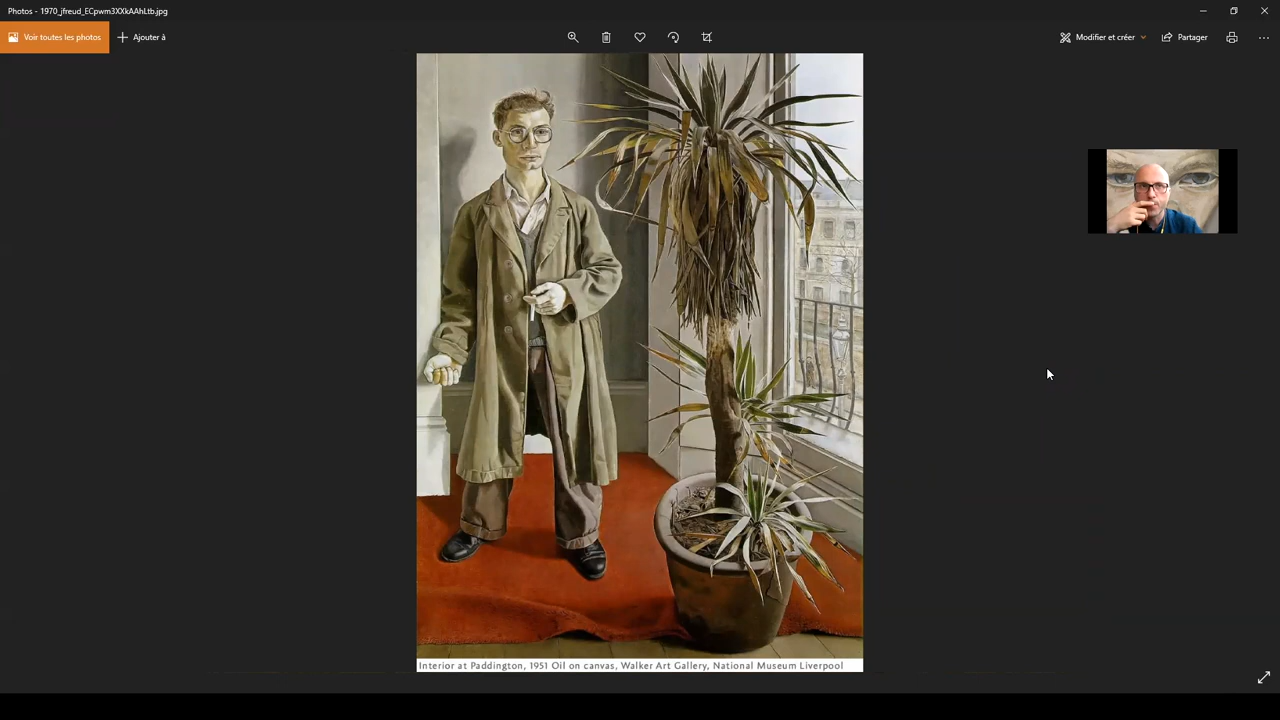 Photos - 1970_jfreud_ECpwm3XXkAAhLtb.jpg
Voir toutes les photos
Ajouter à
Modifier et créer
Partager
Interior at Paddington, 1951 Oil on canvas, Walker Art Gallery, National Museum Liverpool